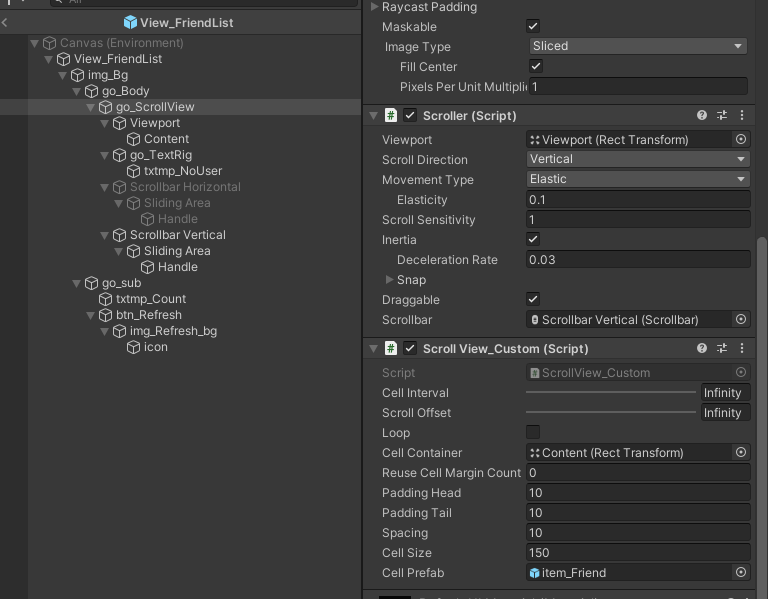 All
View_FriendList
Canvas (Environment)
View_FriendList
img_Bg
go_Body
go_ScrollView
Viewport
Content
go_TextRig
txtmp_NoUser
Scrollbar Horizontal
Sliding Area
Handle
Scrollbar Vertical
Sliding Area
Handle
go_sub
txtmp_Count
btn_Refresh
img_Refresh_bg
icon
Raycast Padding
Maskable
Image Type Sliced
Fill Center
Pixels Per Unit Multipli 1
# Scroller (Script)
Viewport Viewport (Rect Transform)
Scroll Direction Vertical
Movement Type Elastic
Elasticity 0.1
Scroll Sensitivity 1
Inertia
Deceleration Rate 0.03
Snap
Draggable
Scrollbar Scrollbar Vertical (Scrollbar)
# Scroll View_Custom (Script)
Script # ScrollView_Custom
Cell Interval Infinity
Scroll Offset Infinity
Loop
Cell Container Content (Rect Transform)
Reuse Cell Margin Count 0
Padding Head 10
Padding Tail 10
Spacing 10
Cell Size 150
Cell Prefab item_Friend